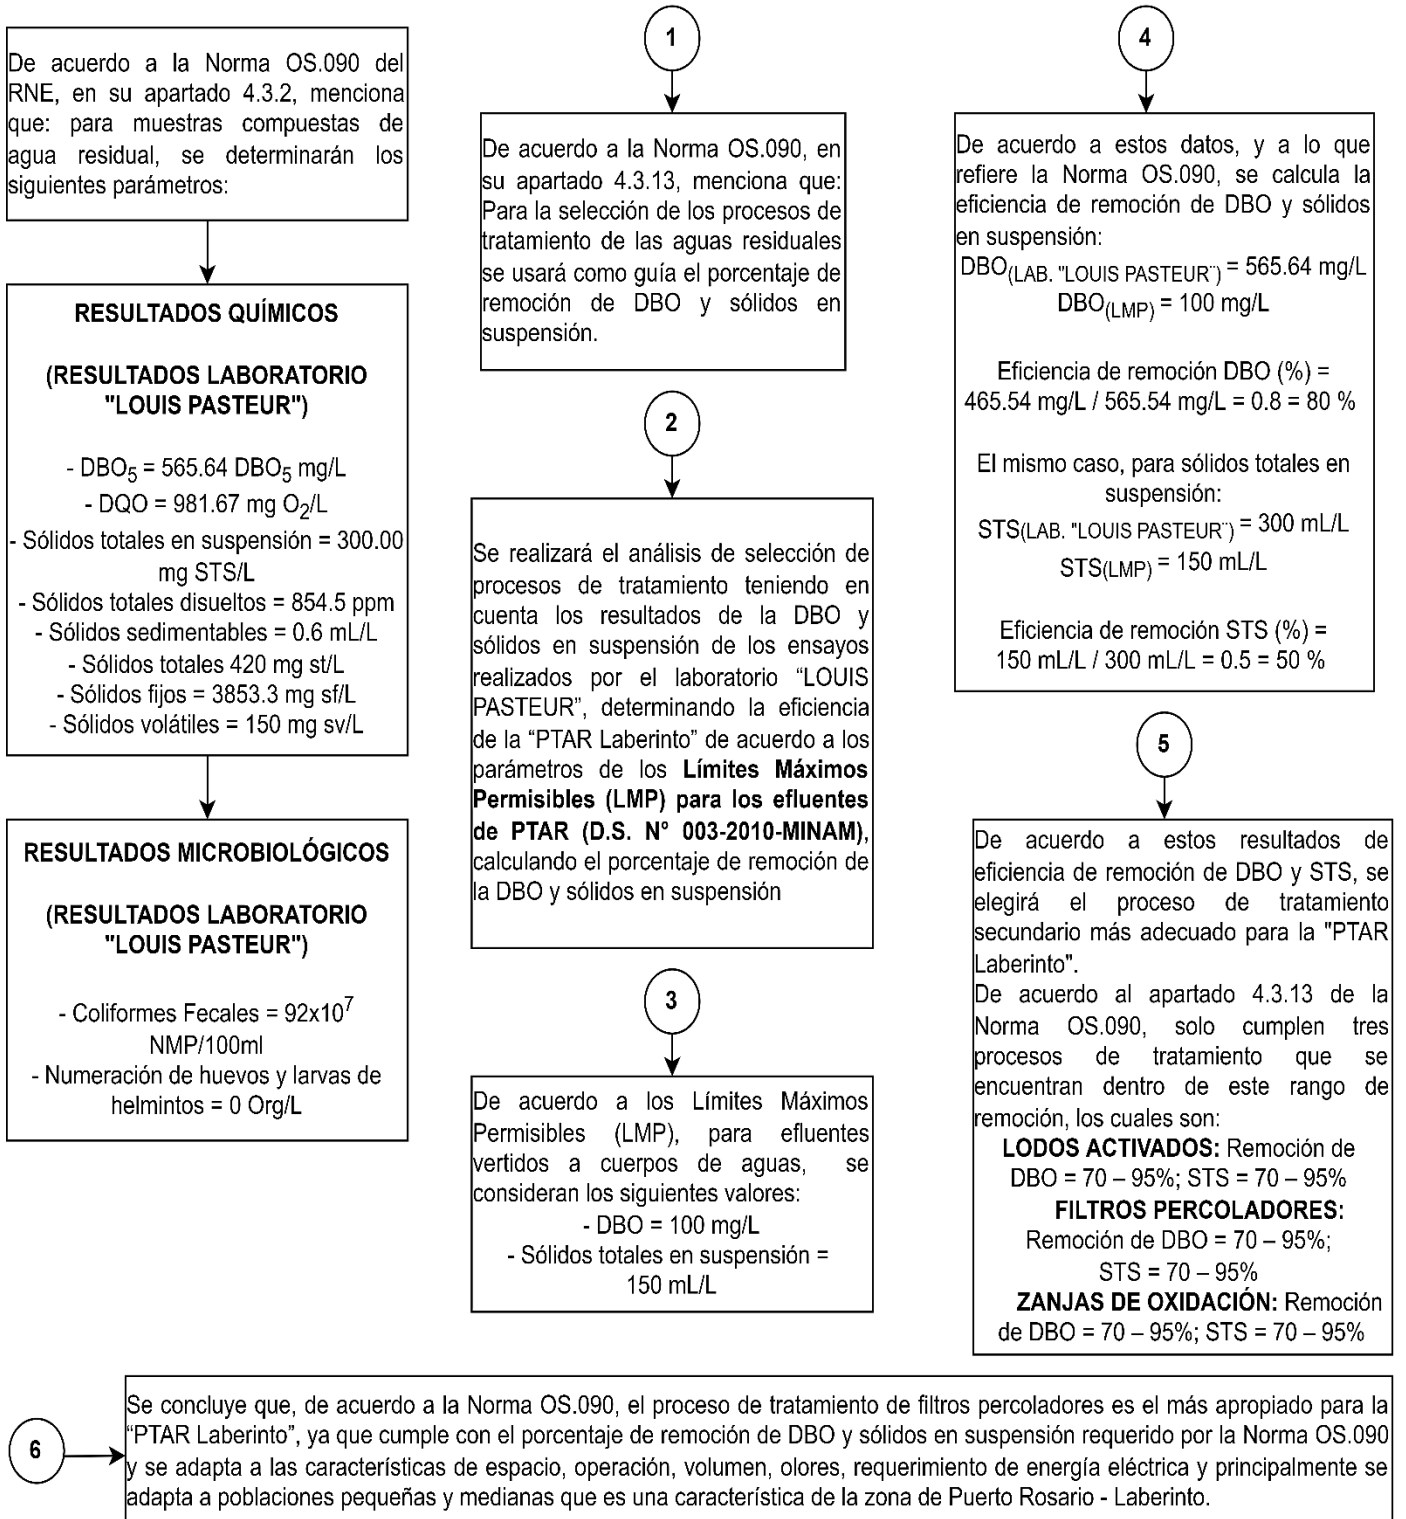 De acuerdo a la Norma OS.090 del
RNE, en su apartado 4.3.2, menciona
que: para muestras compuestas de
agua residual, se determinarán los
siguientes parámetros:
RESULTADOS QUÍMICOS
(RESULTADOS LABORATORIO
"LOUIS PASTEUR")
- DBO5 = 565.64 DBO5 mg/L
- DQO = 981.67 mg O2/L
- Sólidos totales en suspensión = 300.00
mg STS/L
- Sólidos totales disueltos = 854.5 ppm
- Sólidos sedimentables = 0.6 mL/L
- Sólidos totales 420 mg st/L
- Sólidos fijos = 3853.3 mg sf/L
- Sólidos volátiles = 150 mg sv/L
RESULTADOS MICROBIOLÓGICOS
(RESULTADOS LABORATORIO
"LOUIS PASTEUR")
- Coliformes Fecales = 92x10^7
NMP/100ml
- Numeración de huevos y larvas de
helmintos = 0 Org/L
1
De acuerdo a la Norma OS.090, en
su apartado 4.3.13, menciona que:
Para la selección de los procesos de
tratamiento de las aguas residuales
se usará como guía el porcentaje de
remoción de DBO y sólidos en
suspensión.
2
Se realizará el análisis de selección de
procesos de tratamiento teniendo en
cuenta los resultados de la DBO y
sólidos en suspensión de los ensayos
realizados por el laboratorio “LOUIS
PASTEUR”, determinando la eficiencia
de la “PTAR Laberinto” de acuerdo a los
parámetros de los Límites Máximos
Permisibles (LMP) para los efluentes
de PTAR (D.S. N° 003-2010-MINAM),
calculando el porcentaje de remoción de
la DBO y sólidos en suspensión
3
De acuerdo a los Límites Máximos
Permisibles (LMP), para efluentes
vertidos a cuerpos de aguas, se
consideran los siguientes valores:
- DBO = 100 mg/L
- Sólidos totales en suspensión =
150 mL/L
4
De acuerdo a estos datos, y a lo que
refiere la Norma OS.090, se calcula la
eficiencia de remoción de DBO y sólidos
en suspensión:
DBO(LAB. "LOUIS PASTEUR¨) = 565.64 mg/L
DBO(LMP) = 100 mg/L
Eficiencia de remoción DBO (%) =
465.54 mg/L / 565.54 mg/L = 0.8 = 80 %
El mismo caso, para sólidos totales en
suspensión:
STS(LAB. "LOUIS PASTEUR¨) = 300 mL/L
STS(LMP) = 150 mL/L
Eficiencia de remoción STS (%) =
150 mL/L / 300 mL/L = 0.5 = 50 %
5
De acuerdo a estos resultados de
eficiencia de remoción de DBO y STS, se
elegirá el proceso de tratamiento
secundario más adecuado para la "PTAR
Laberinto".
De acuerdo al apartado 4.3.13 de la
Norma OS.090, solo cumplen tres
procesos de tratamiento que se
encuentran dentro de este rango de
remoción, los cuales son:
LODOS ACTIVADOS: Remoción de
DBO = 70 – 95%; STS = 70 – 95%
FILTROS PERCOLADORES:
Remoción de DBO = 70 – 95%;
STS = 70 – 95%
ZANJAS DE OXIDACIÓN: Remoción
de DBO = 70 – 95%; STS = 70 – 95%
6
Se concluye que, de acuerdo a la Norma OS.090, el proceso de tratamiento de filtros percoladores es el más apropiado para la
“PTAR Laberinto”, ya que cumple con el porcentaje de remoción de DBO y sólidos en suspensión requerido por la Norma OS.090
y se adapta a las características de espacio, operación, volumen, olores, requerimiento de energía eléctrica y principalmente se
adapta a poblaciones pequeñas y medianas que es una característica de la zona de Puerto Rosario - Laberinto.